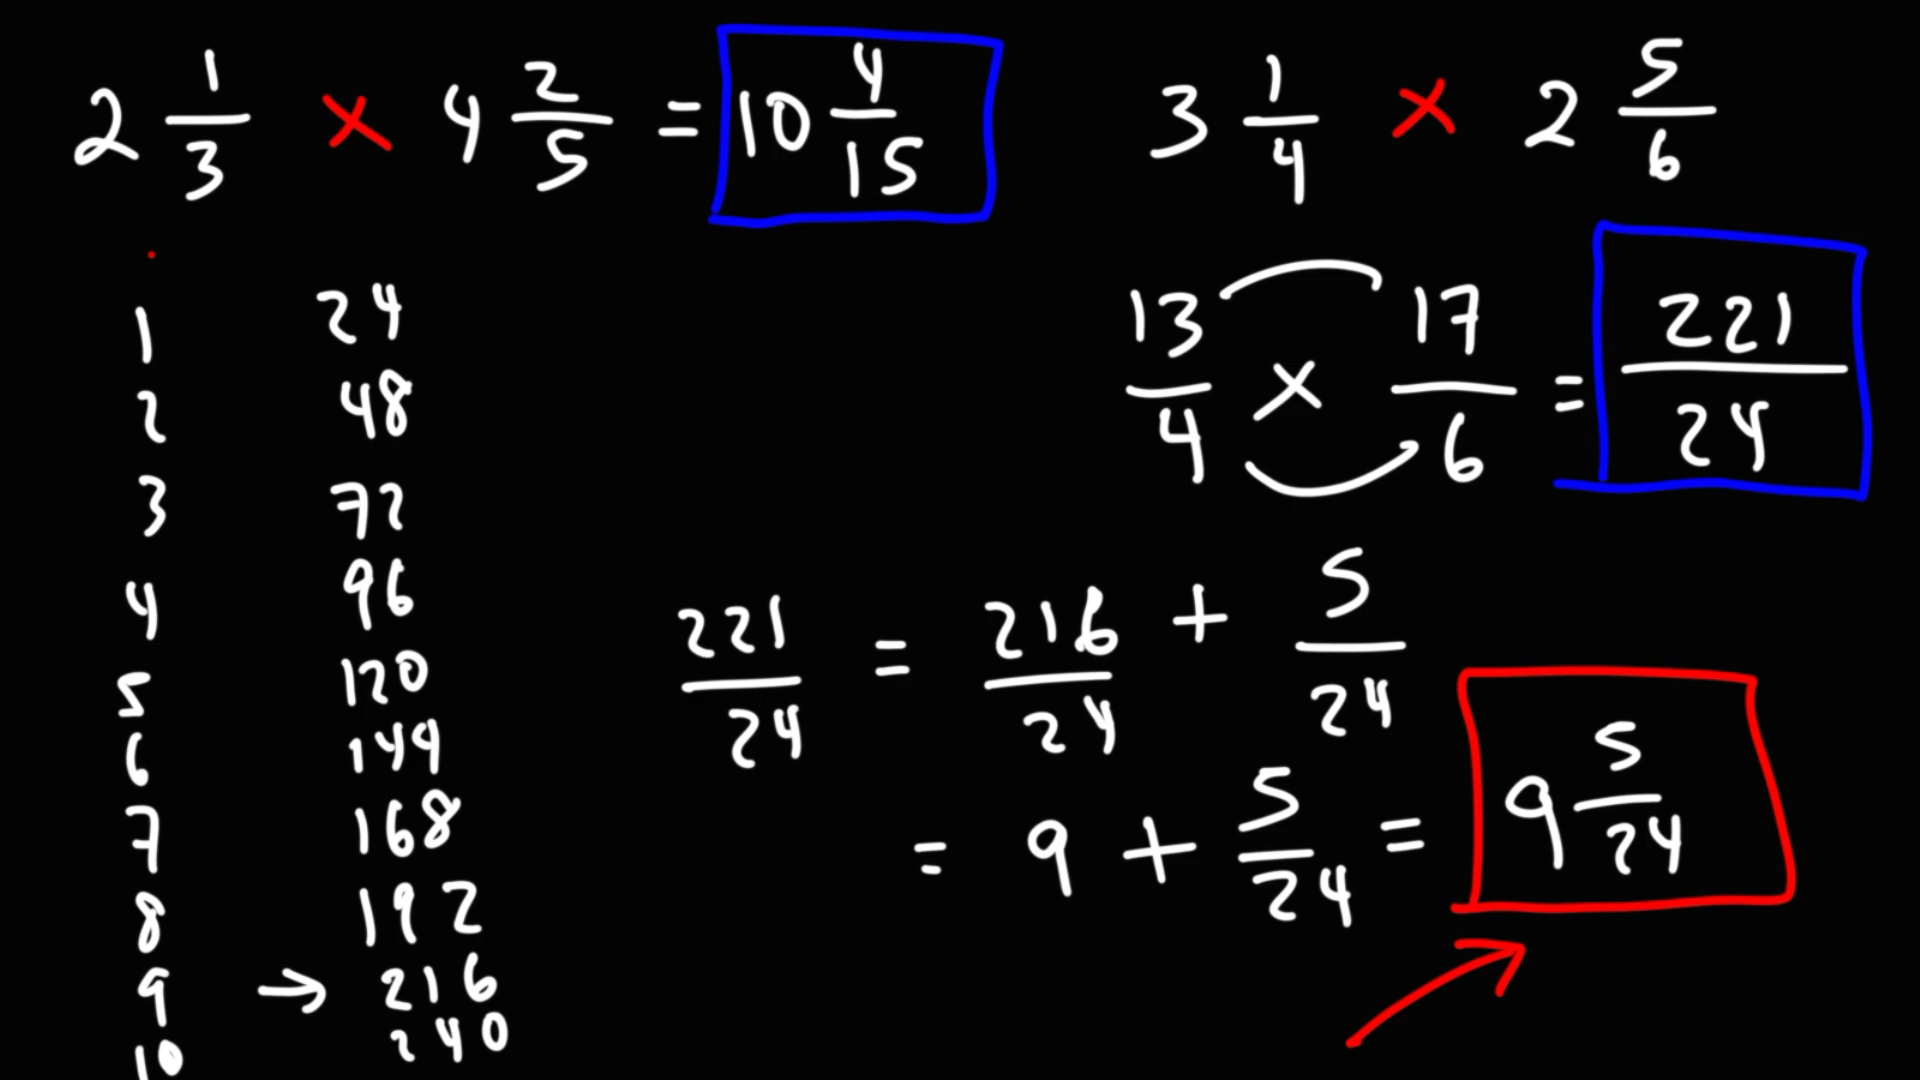 2 1/3 × 4 2/5 = 10 4/15
3 1/4 × 2 5/6
13/4 × 17/6 = 221/24
1 24
2 48
3 72
4 96
5 120
6 144
7 168
8 192
9 → 216
10 240
221/24 = 216/24 + 5/24
= 9 + 5/24 = 9 5/24